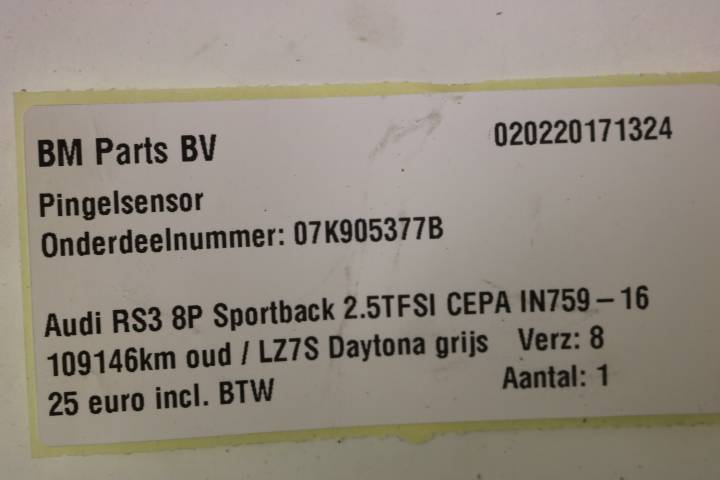 BM Parts BV 020220171324
Pingelsensor
Onderdeelnummer: 07K905377B
Audi RS3 8P Sportback 2.5TFSI CEPA IN759 – 16
109146km oud / LZ7S Daytona grijs Verz: 8
25 euro incl. BTW Aantal: 1